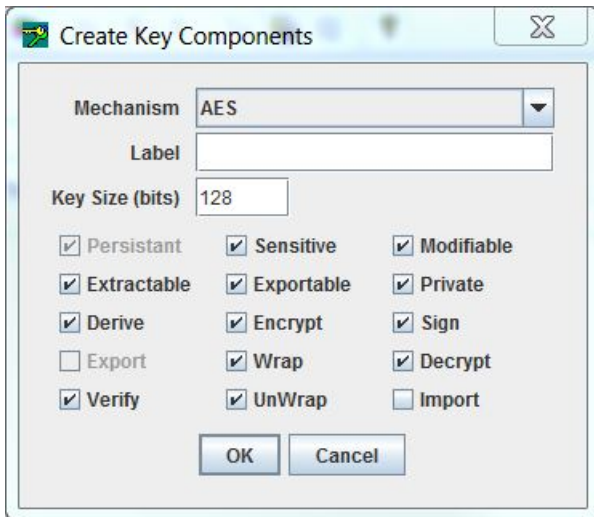 Create Key Components
Mechanism AES
Label
Key Size (bits) 128
Persistant Sensitive Modifiable
Extractable Exportable Private
Derive Encrypt Sign
Export Wrap Decrypt
Verify UnWrap Import
OK Cancel